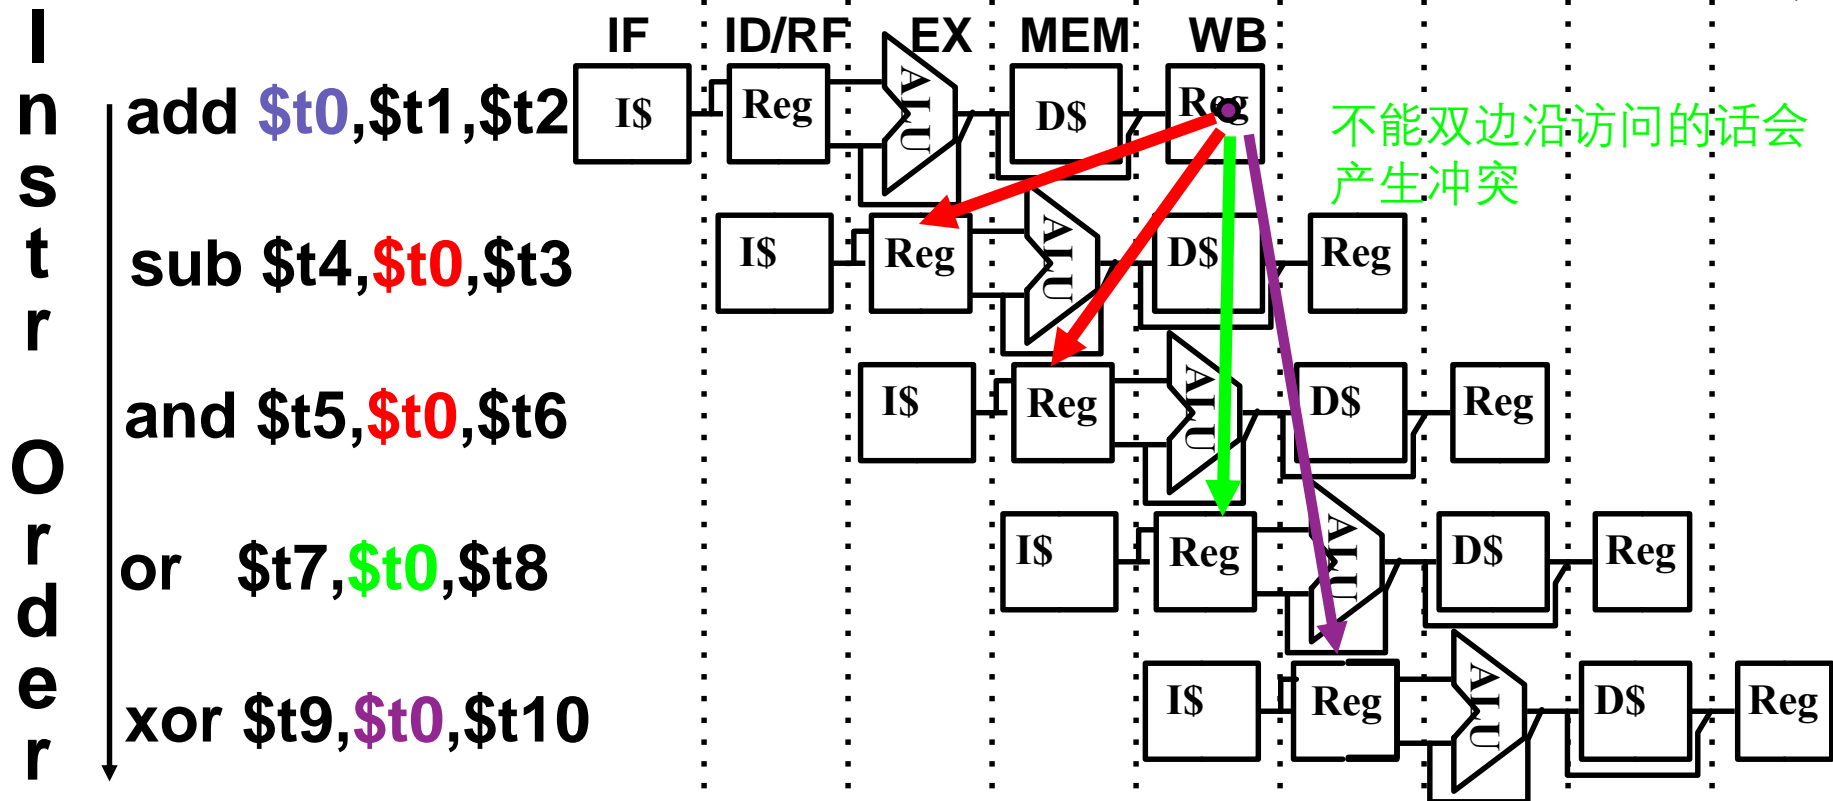 Instr Order
IF ID/RF EX MEM WB
add $t0,$t1,$t2 I$ Reg ALU D$ Reg
不能双边沿访问的话会
产生冲突
sub $t4,$t0,$t3 I$ Reg ALU D$ Reg
and $t5,$t0,$t6 I$ Reg ALU D$ Reg
or $t7,$t0,$t8 I$ Reg ALU D$ Reg
xor $t9,$t0,$t10 I$ Reg ALU D$ Reg